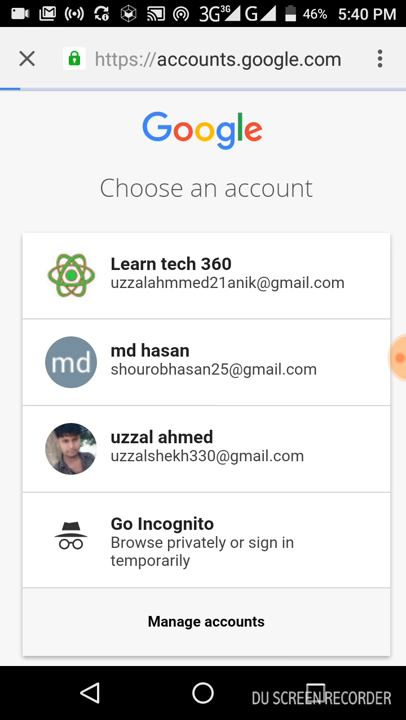 3G 3G G 46% 5:40 PM
https://accounts.google.com
Google
Choose an account
Learn tech 360
uzzalahmmed21anik@gmail.com
md
md hasan
shourobhasan25@gmail.com
uzzal ahmed
uzzalshekh330@gmail.com
Go Incognito
Browse privately or sign in
temporarily
Manage accounts
DU SCREEN RECORDER